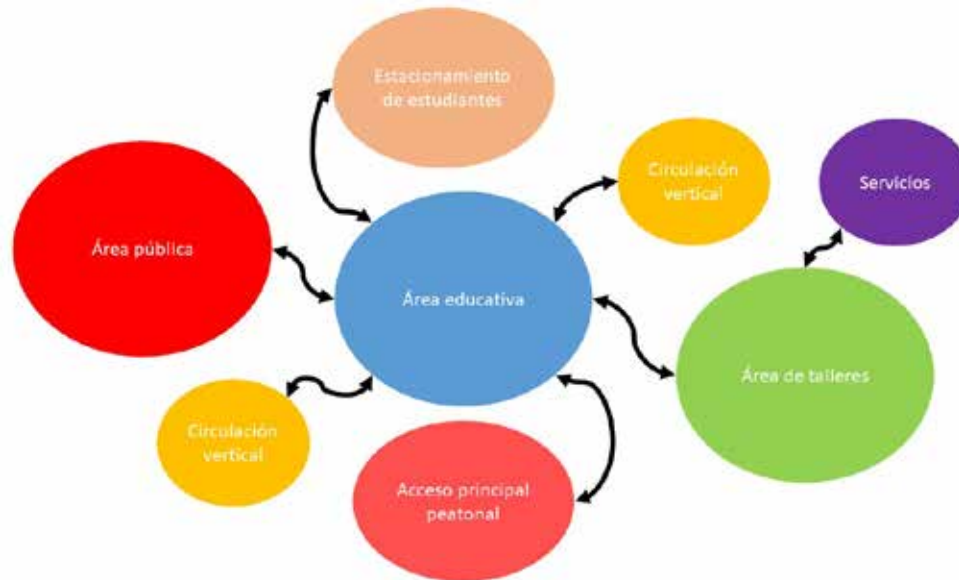 Estacionamiento
de estudiantes
Circulación
vertical
Servicios
Área pública
Área educativa
Área de talleres
Circulación
vertical
Acceso principal
peatonal